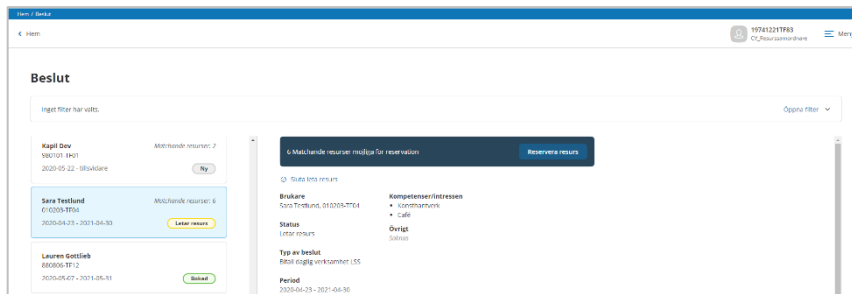 Hem / Beslut
Hem
19741221TF83
CY_Resurssamordnare
Meny
Beslut
Inget filter har valts.
Öppna filter
Kapil Dev
Matchande resurser: 2
980101-TF01
2020-05-22 - tillsvidare
Ny
Sara Testlund
Matchande resurser: 6
010203-TF04
2020-04-23 - 2021-04-30
Letar resurs
Lauren Gottlieb
880806-TF12
2020-05-07 - 2021-05-31
Bokad
6 Matchande resurser möjliga för reservation
Reservera resurs
Sluta leta resurs
Brukare
Sara Testlund, 010203-TF04
Status
Letar resurs
Typ av beslut
Bifall daglig verksamhet LSS
Period
2020-04-23 - 2021-04-30
Kompetenser/intressen
Konsthantverk
Café
Övrigt
Saknas